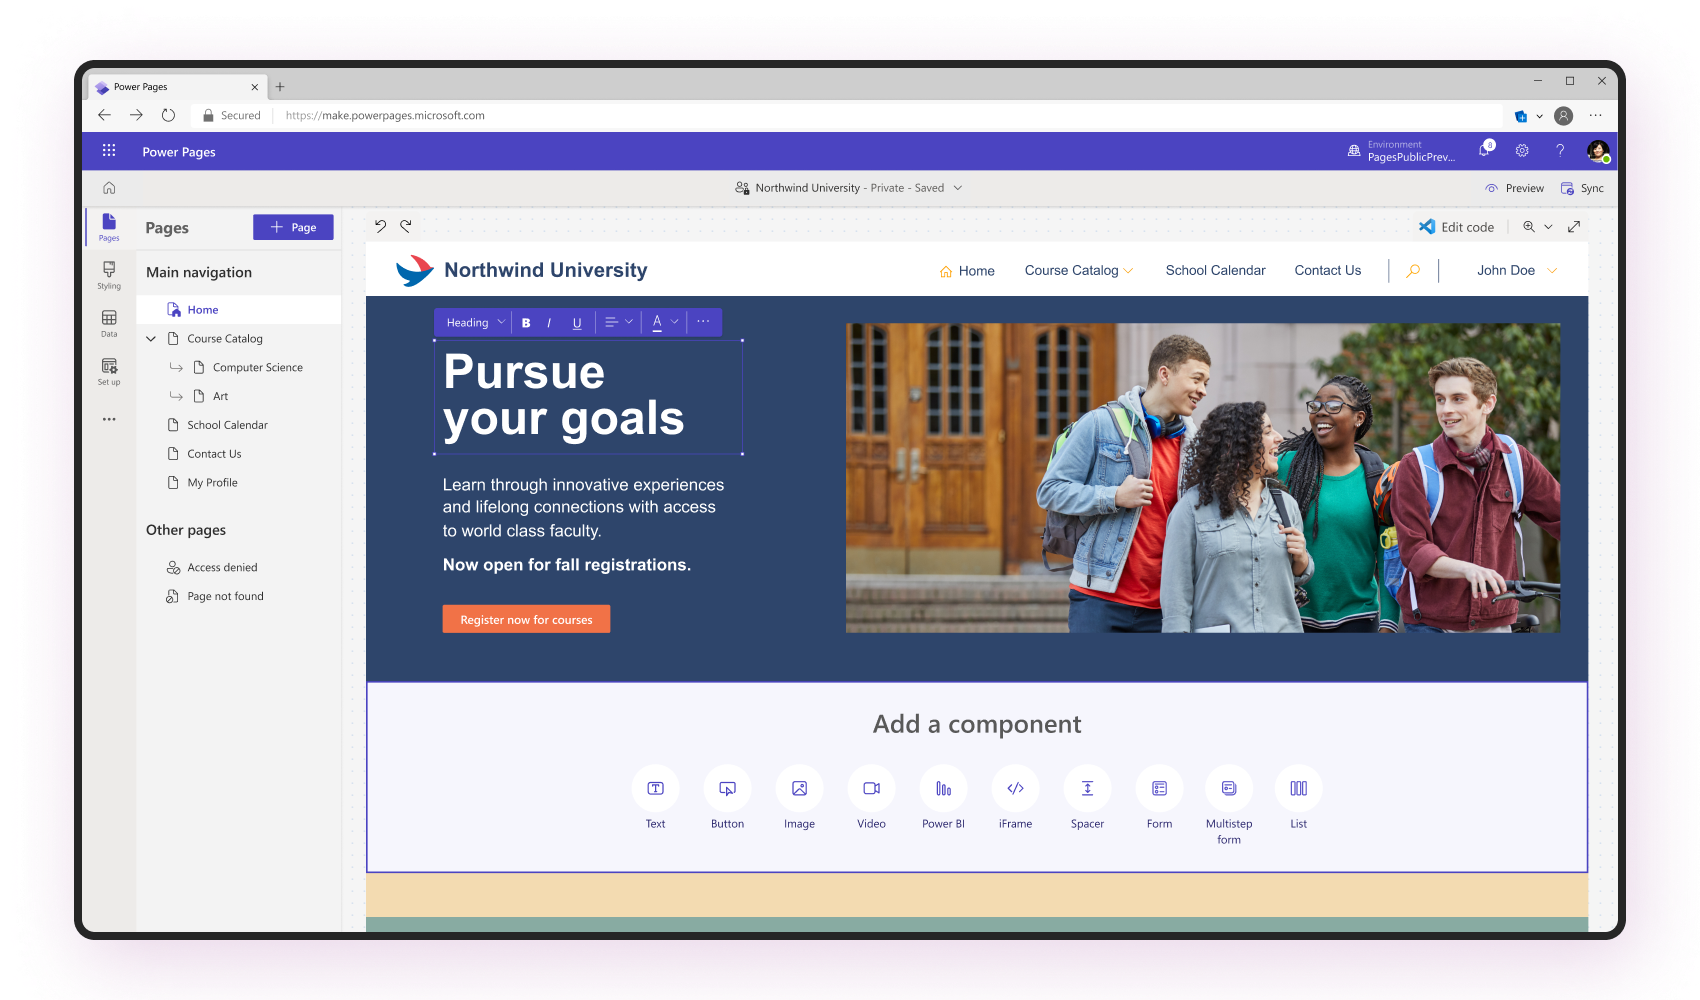 Power Pages
Secured
https://make.powerpages.microsoft.com
Power Pages
Environment
PagesPublicPrev...
8
?
Northwind University - Private - Saved
Preview
Sync
Pages
Styling
Data
Set up
Pages
+ Page
Main navigation
Home
Course Catalog
Computer Science
Art
School Calendar
Contact Us
My Profile
Other pages
Access denied
Page not found
Edit code
Northwind University
Home
Course Catalog
School Calendar
Contact Us
John Doe
Heading
B
I
U
A
...
Pursue
your goals
Learn through innovative experiences
and lifelong connections with access
to world class faculty.
Now open for fall registrations.
Register now for courses
Add a component
Text
Button
Image
Video
Power BI
iFrame
Spacer
Form
Multistep
form
List